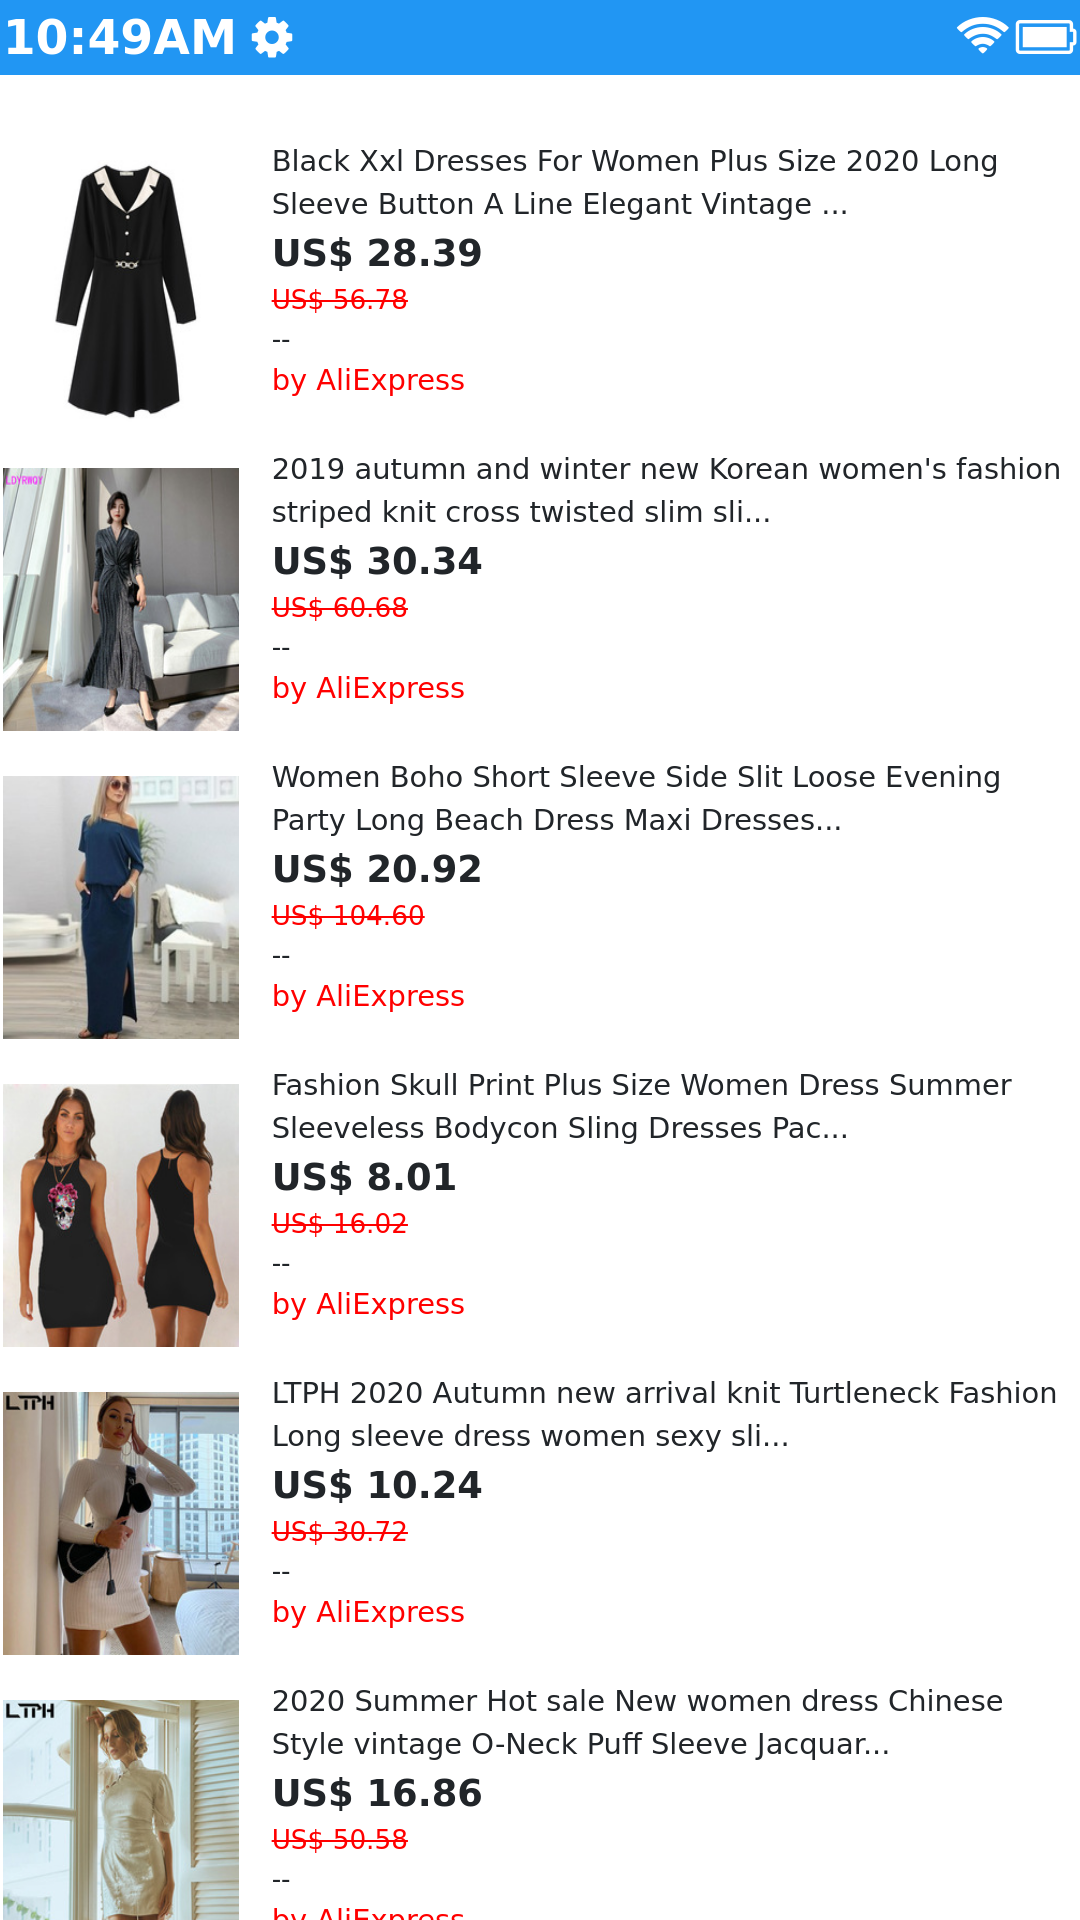 10:49AM
Black Xxl Dresses For Women Plus Size 2020 Long
Sleeve Button A Line Elegant Vintage ...
US$ 28.39
US$ 56.78
--
by AliExpress
LDYRWQY
2019 autumn and winter new Korean women's fashion
striped knit cross twisted slim sli...
US$ 30.34
US$ 60.68
--
by AliExpress
Women Boho Short Sleeve Side Slit Loose Evening
Party Long Beach Dress Maxi Dresses...
US$ 20.92
US$ 104.60
--
by AliExpress
Fashion Skull Print Plus Size Women Dress Summer
Sleeveless Bodycon Sling Dresses Pac...
US$ 8.01
US$ 16.02
--
by AliExpress
LTPH
LTPH 2020 Autumn new arrival knit Turtleneck Fashion
Long sleeve dress women sexy sli...
US$ 10.24
US$ 30.72
--
by AliExpress
LTPH
2020 Summer Hot sale New women dress Chinese
Style vintage O-Neck Puff Sleeve Jacquar...
US$ 16.86
US$ 50.58
--
by AliExpress